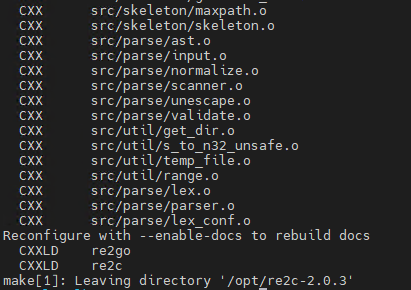 CXX src/skeleton/maxpath.o
CXX src/skeleton/skeleton.o
CXX src/parse/ast.o
CXX src/parse/input.o
CXX src/parse/normalize.o
CXX src/parse/scanner.o
CXX src/parse/unescape.o
CXX src/parse/validate.o
CXX src/util/get_dir.o
CXX src/util/s_to_n32_unsafe.o
CXX src/util/temp_file.o
CXX src/util/range.o
CXX src/parse/lex.o
CXX src/parse/parser.o
CXX src/parse/lex_conf.o
Reconfigure with --enable-docs to rebuild docs
CXXLD re2go
CXXLD re2c
make[1]: Leaving directory '/opt/re2c-2.0.3'